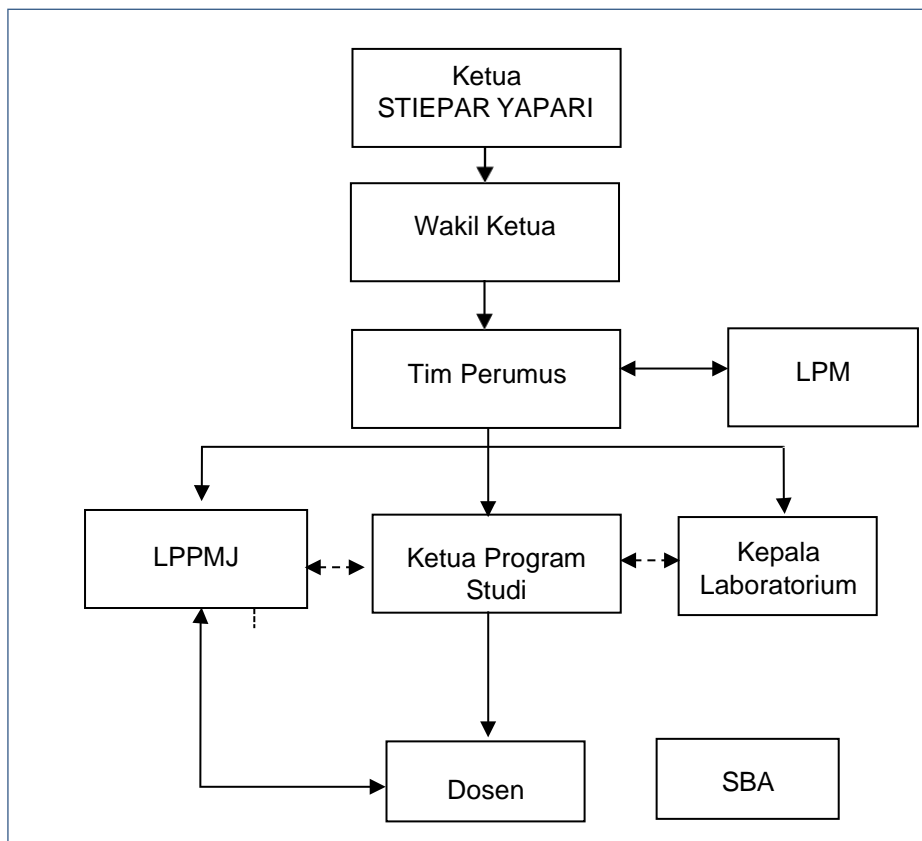 Ketua
STIEPAR YAPARI
Wakil Ketua
Tim Perumus
LPM
LPPMJ
Ketua Program
Studi
Kepala
Laboratorium
Dosen
SBA